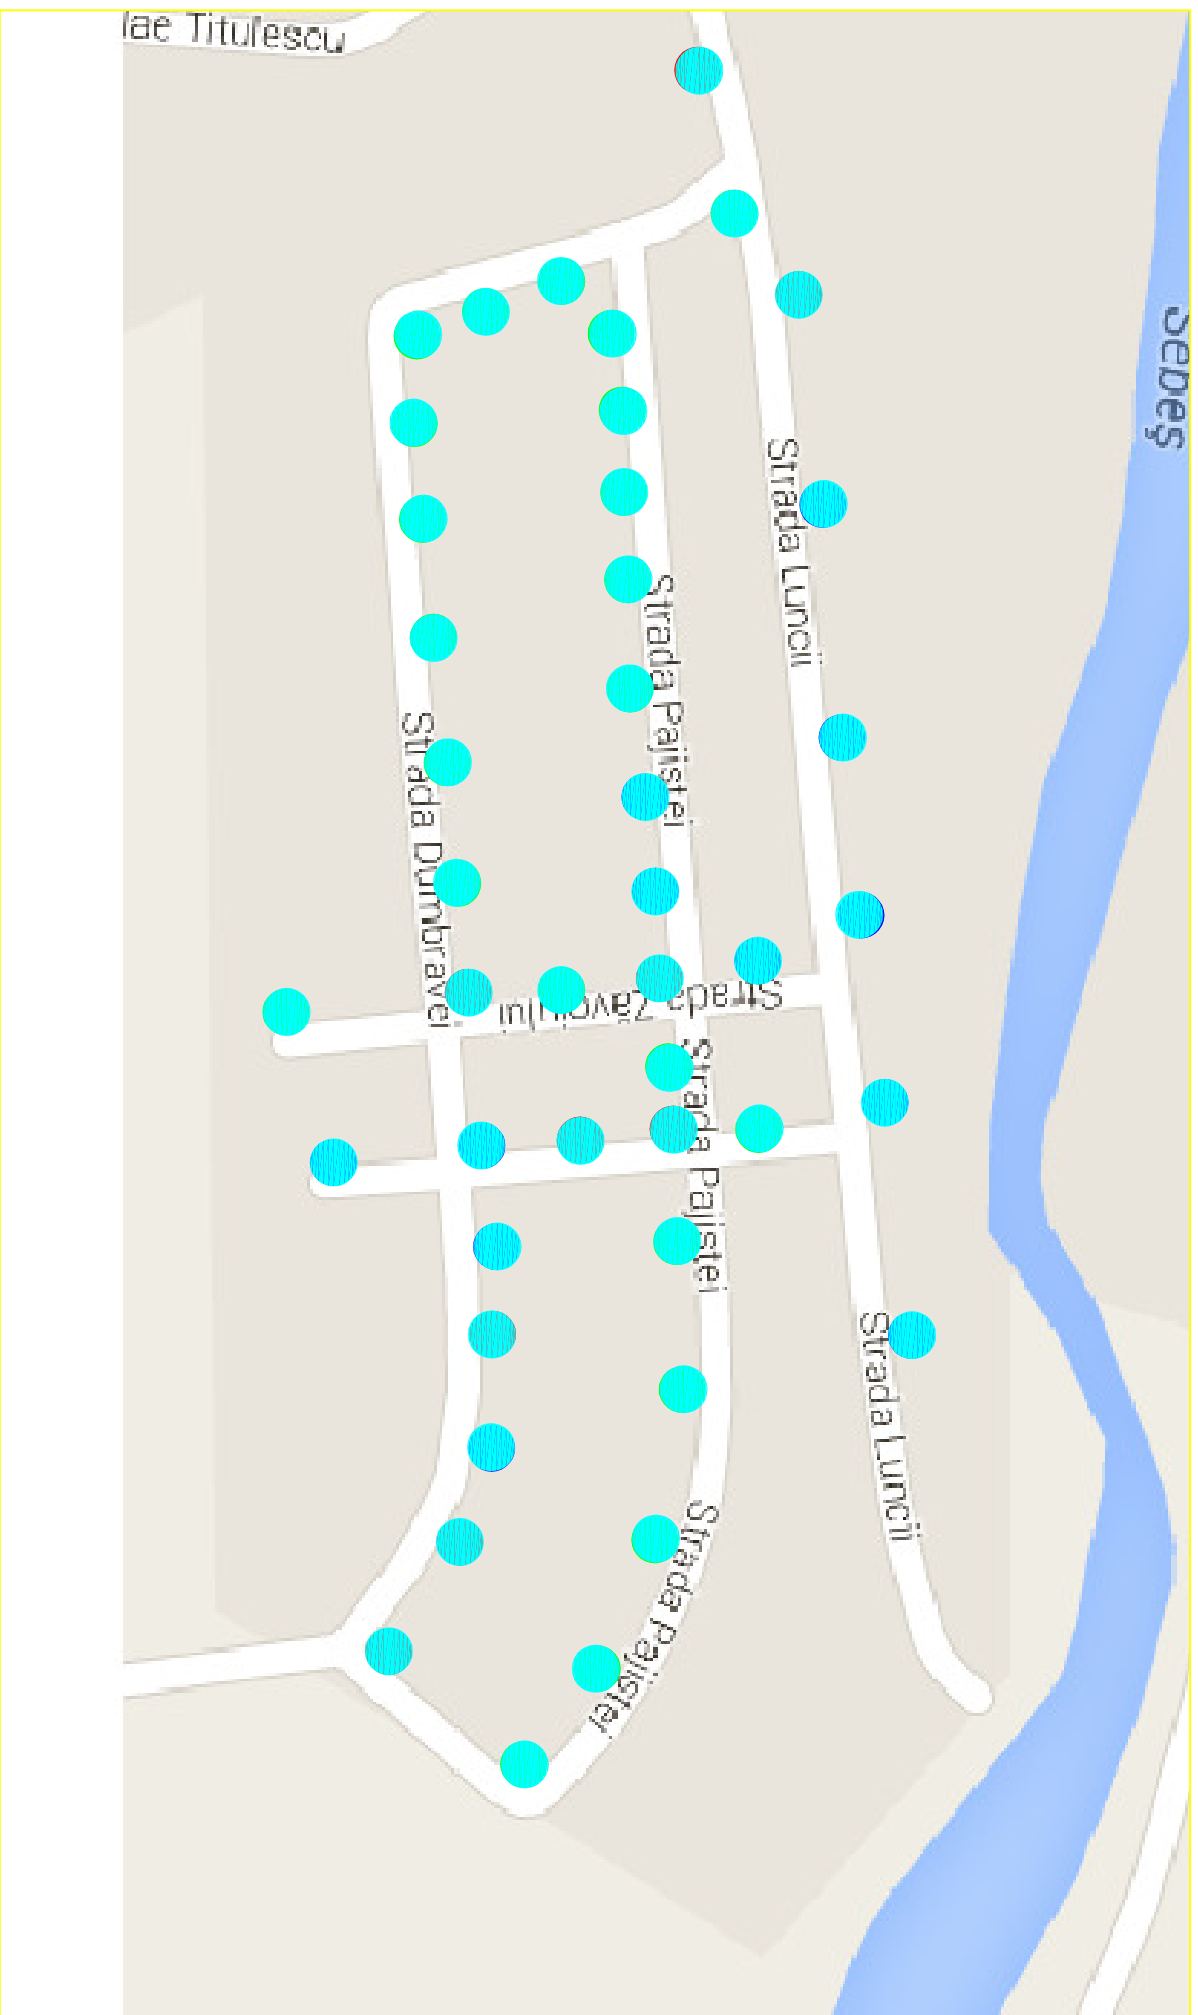 lae Titulescu
Sebeş
Strada Luncii
Strada Pajistei
Strada Dumbravei
Strada Zăvoiului
Strada Pajistei
Strada Luncii
Strada Pajistei